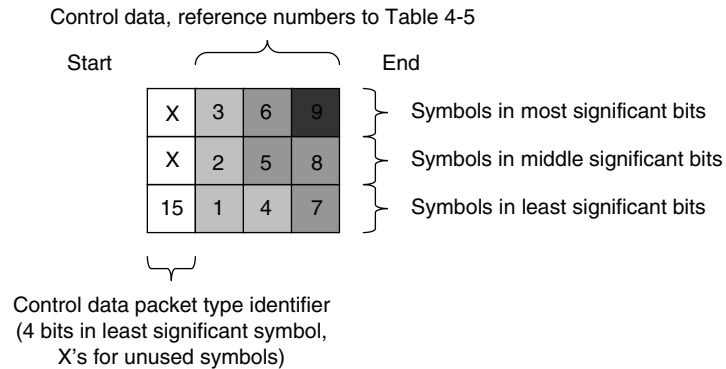 Control data, reference numbers to Table 4-5
Start
End
X 3 6 9
Symbols in most significant bits
X 2 5 8
Symbols in middle significant bits
15 1 4 7
Symbols in least significant bits
Control data packet type identifier
(4 bits in least significant symbol,
X's for unused symbols)